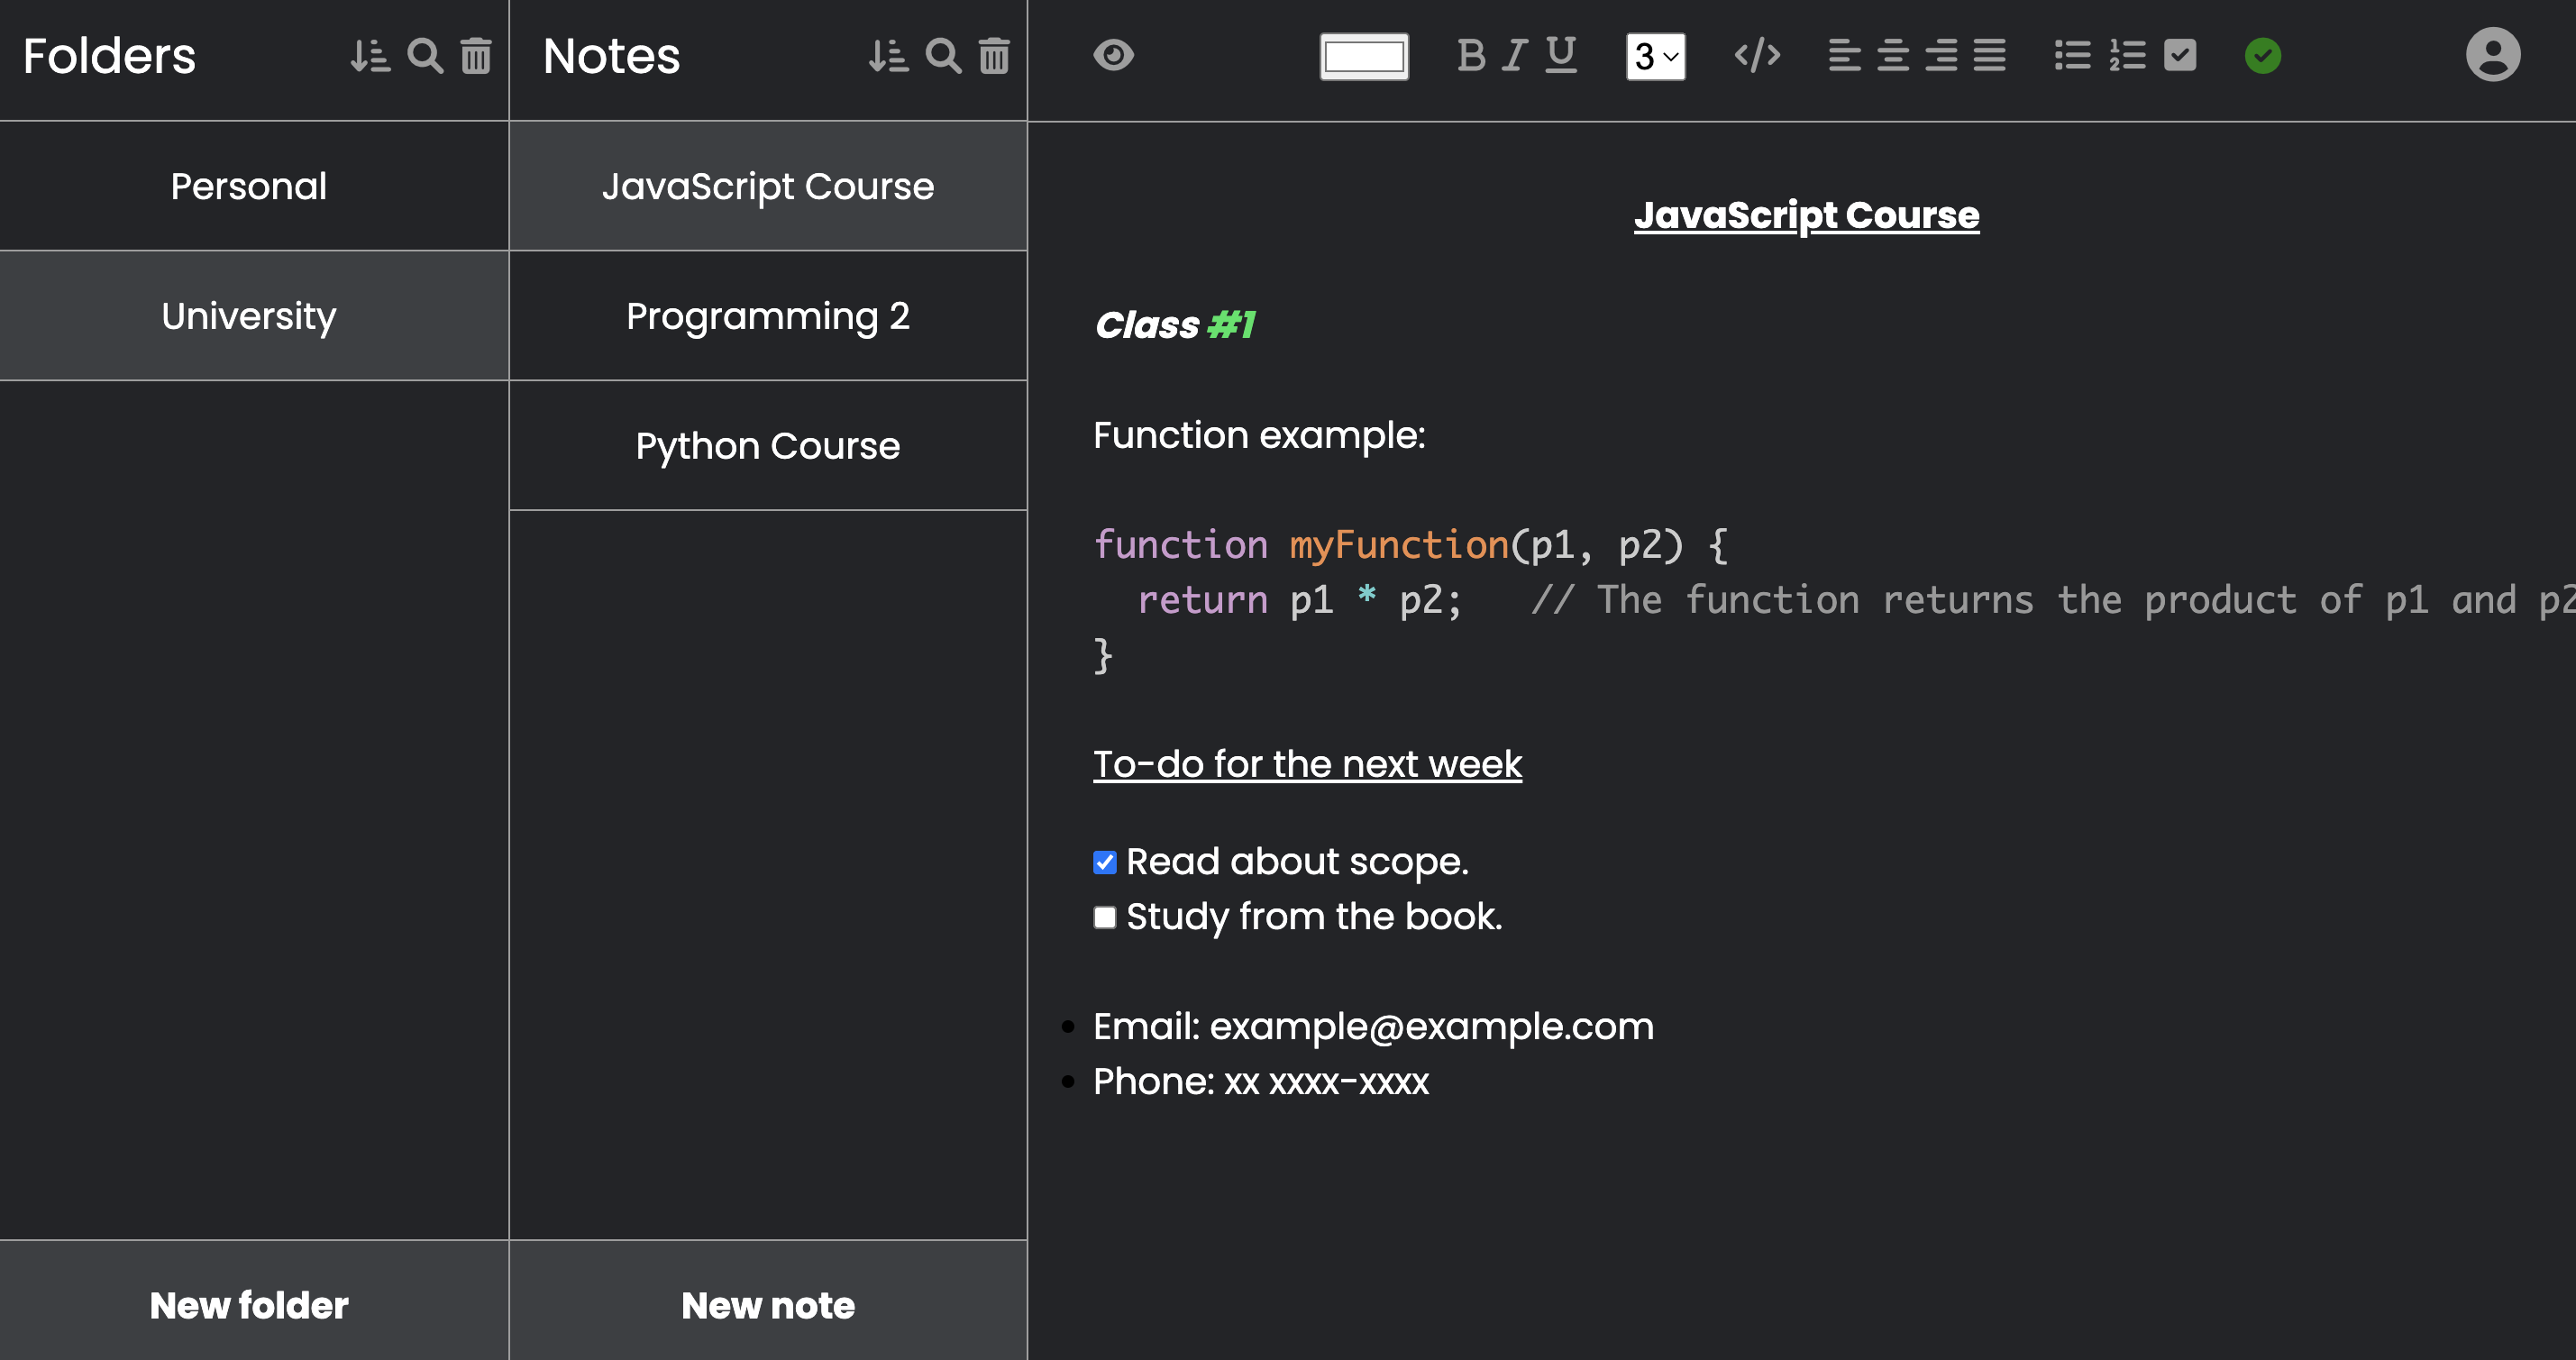 Folders
Notes
B I U
3
</>
Personal
University
JavaScript Course
Programming 2
Python Course
JavaScript Course
Class #1
Function example:
function myFunction(p1, p2) {
  return p1 * p2;   // The function returns the product of p1 and p2
}
To-do for the next week
Read about scope.
Study from the book.
Email: example@example.com
Phone: xx xxxx-xxxx
New folder
New note